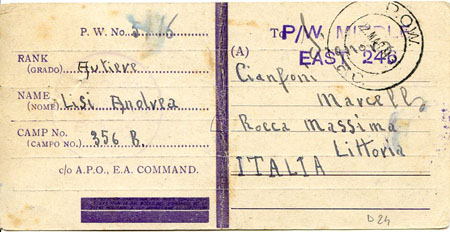 P. W. No.
RANK
(GRADO) Autiere
NAME
(NOME) Lisi Andrea
CAMP No.
(CAMPO NO.) 356 B.
c/o A.P.O., E.A. COMMAND.
To P/W. MIDDLE
EAST 246
(A)
Cianfoni
Marcello
Rocca Massima
Littoria
ITALIA
D 24